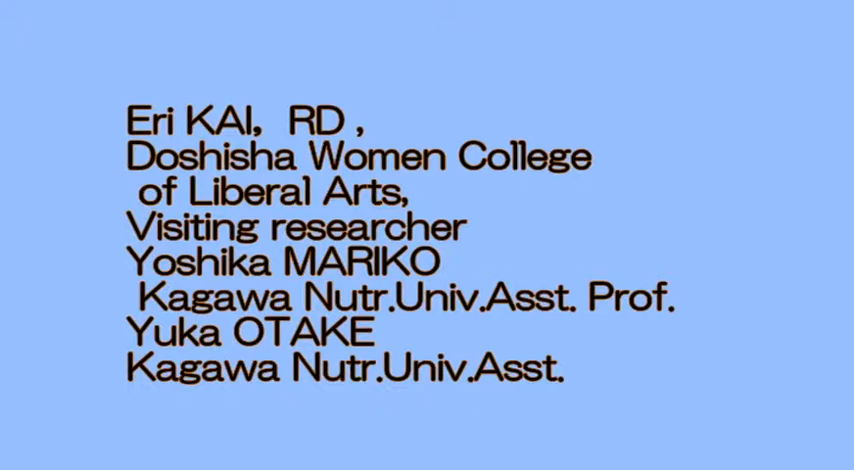 Eri KAI,  RD ,
Doshisha Women College
of Liberal Arts,
Visiting researcher
Yoshika MARIKO
Kagawa Nutr.Univ.Asst. Prof.
Yuka OTAKE
Kagawa Nutr.Univ.Asst.